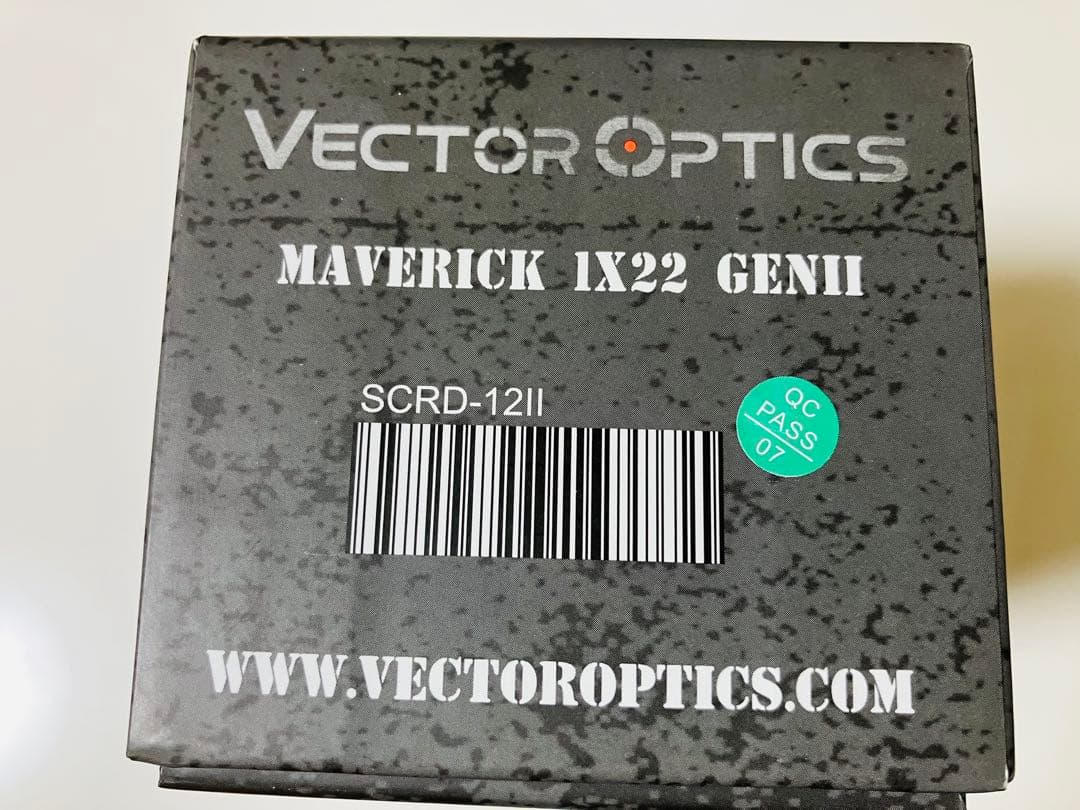 VECTOR OPTICS
MAVERICK 1X22 GENII
SCRD-12II
QC
PASS
07
WWW.VECTOROPTICS.COM